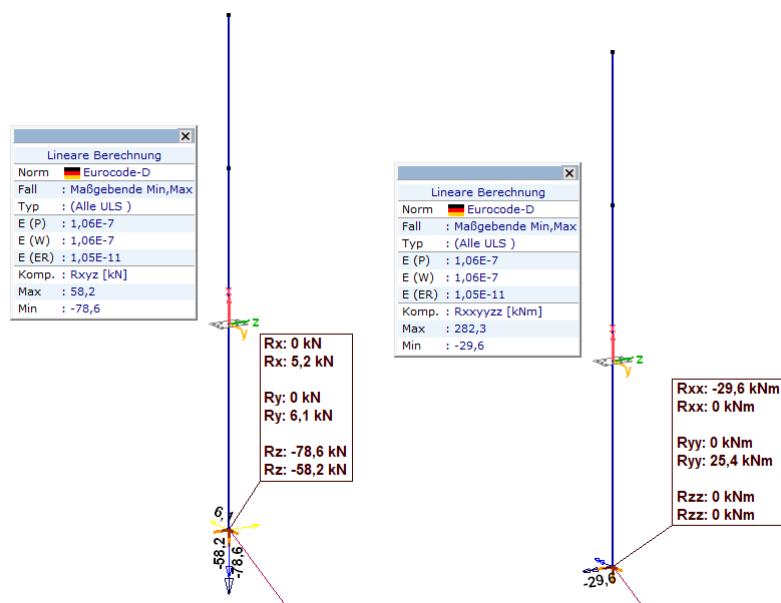 Lineare Berechnung
Norm Eurocode-D
Fall : Maßgebende Min,Max
Typ : (Alle ULS )
E (P) : 1,06E-7
E (W) : 1,06E-7
E (ER) : 1,05E-11
Komp. : Rxyz [kN]
Max : 58,2
Min : -78,6
z
y
Rx: 0 kN
Rx: 5,2 kN
Ry: 0 kN
Ry: 6,1 kN
Rz: -78,6 kN
Rz: -58,2 kN
-58,2
-78,6
Lineare Berechnung
Norm Eurocode-D
Fall : Maßgebende Min,Max
Typ : (Alle ULS )
E (P) : 1,06E-7
E (W) : 1,06E-7
E (ER) : 1,05E-11
Komp. : Rxxyyzz [kNm]
Max : 282,3
Min : -29,6
z
y
Rxx: -29,6 kNm
Rxx: 0 kNm
Ryy: 0 kNm
Ryy: 25,4 kNm
Rzz: 0 kNm
Rzz: 0 kNm
-29,6